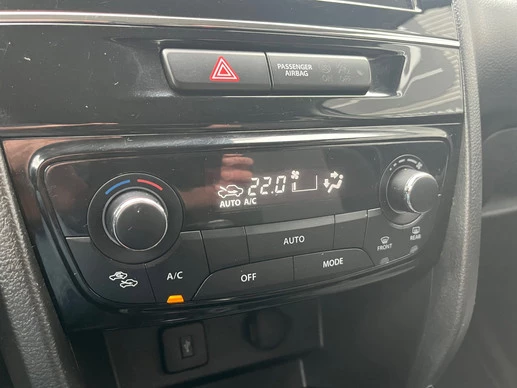 PASSENGER
AIRBAG
22.0
AUTO A/C
AUTO
A/C
OFF
MODE
FRONT
REAR